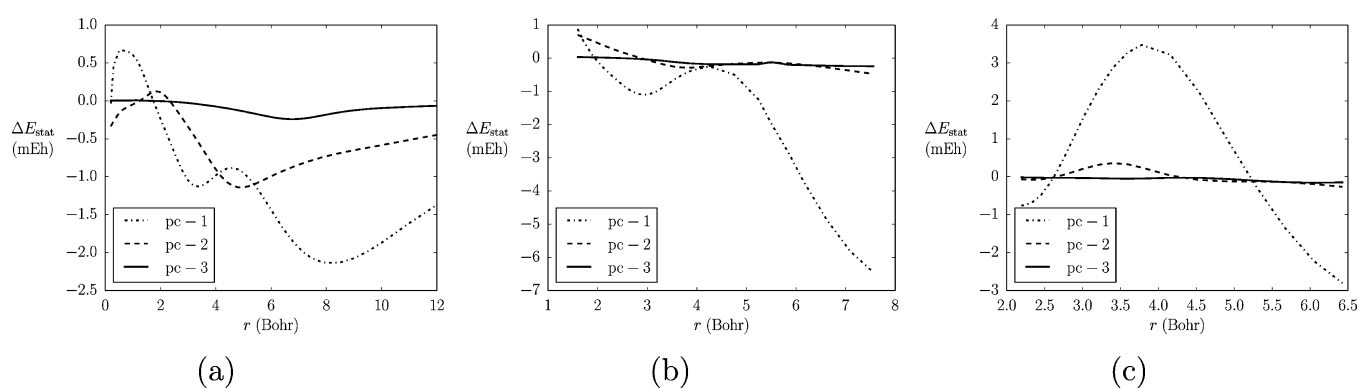 1.0
0.5
0.0
−0.5
−1.0
−1.5
−2.0
−2.5
ΔE_stat
(mEh)
pc − 1
pc − 2
pc − 3
0 2 4 6 8 10 12
r (Bohr)
(a)
1
0
−1
−2
−3
−4
−5
−6
−7
ΔE_stat
(mEh)
pc − 1
pc − 2
pc − 3
1 2 3 4 5 6 7 8
r (Bohr)
(b)
4
3
2
1
0
−1
−2
−3
ΔE_stat
(mEh)
pc − 1
pc − 2
pc − 3
2.0 2.5 3.0 3.5 4.0 4.5 5.0 5.5 6.0 6.5
r (Bohr)
(c)